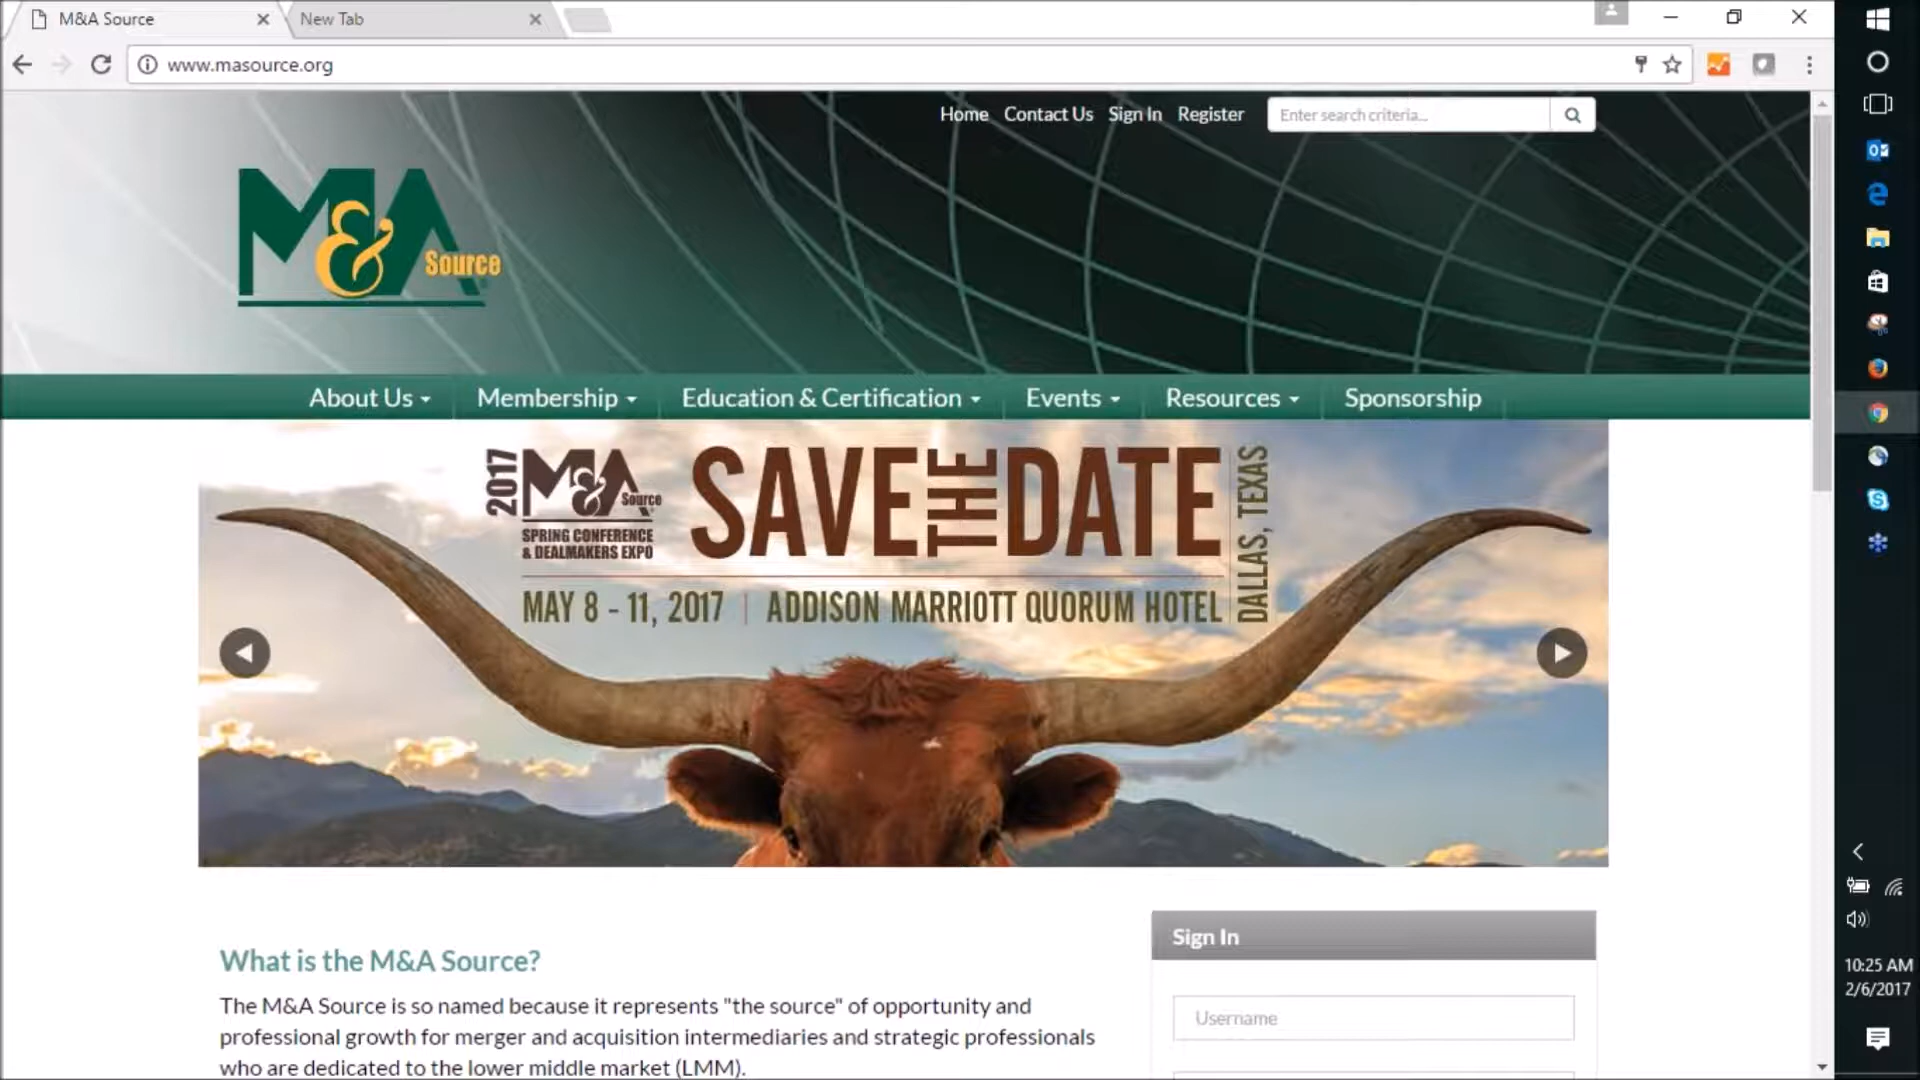 M&A Source
New Tab
www.masource.org
Home Contact Us Sign In Register Enter search criteria...
M&A Source
About Us Membership Education & Certification Events Resources Sponsorship
2017 M&A Source
SPRING CONFERENCE
& DEALMAKERS EXPO
SAVE THE DATE
MAY 8 - 11, 2017 | ADDISON MARRIOTT QUORUM HOTEL
DALLAS, TEXAS
What is the M&A Source?
The M&A Source is so named because it represents "the source" of opportunity and
professional growth for merger and acquisition intermediaries and strategic professionals
who are dedicated to the lower middle market (LMM).
Sign In
Username
10:25 AM
2/6/2017